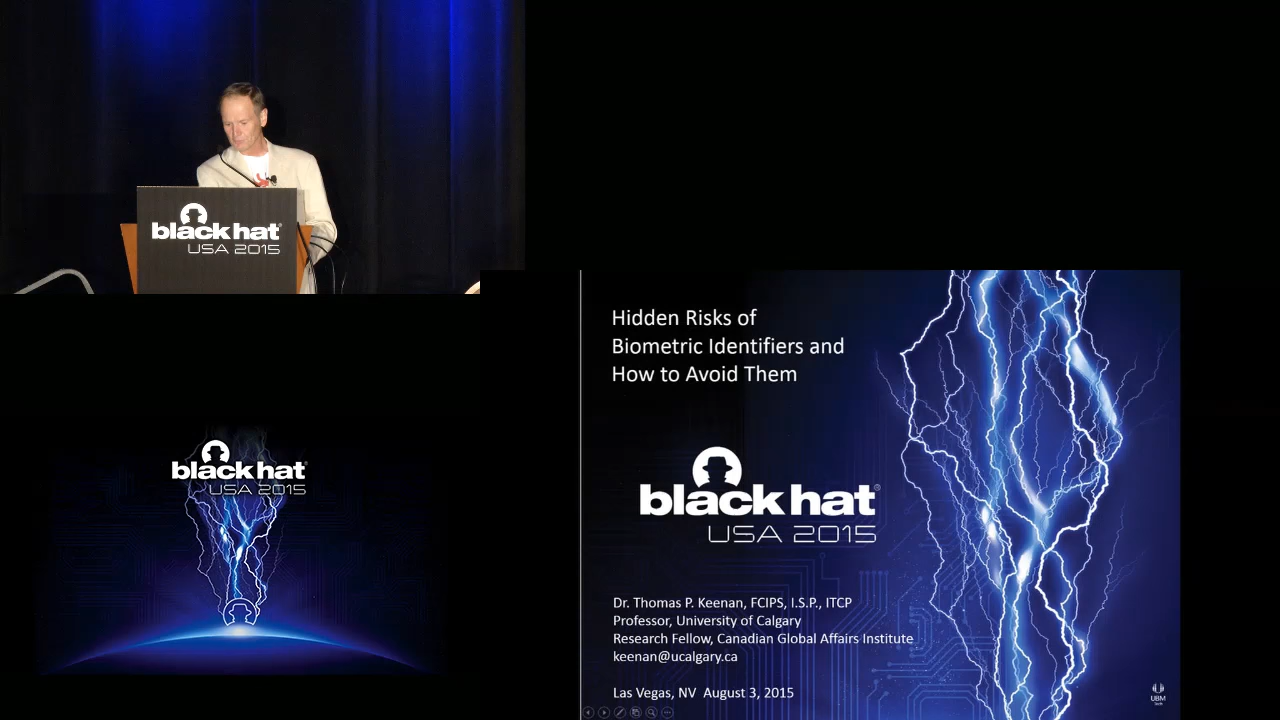 black hat
USA 2015
Hidden Risks of
Biometric Identifiers and
How to Avoid Them
black hat®
USA 2015
black hat
USA 2015
Dr. Thomas P. Keenan, FCIPS, I.S.P., ITCP
Professor, University of Calgary
Research Fellow, Canadian Global Affairs Institute
keenan@ucalgary.ca
Las Vegas, NV August 3, 2015
UBM
Tech